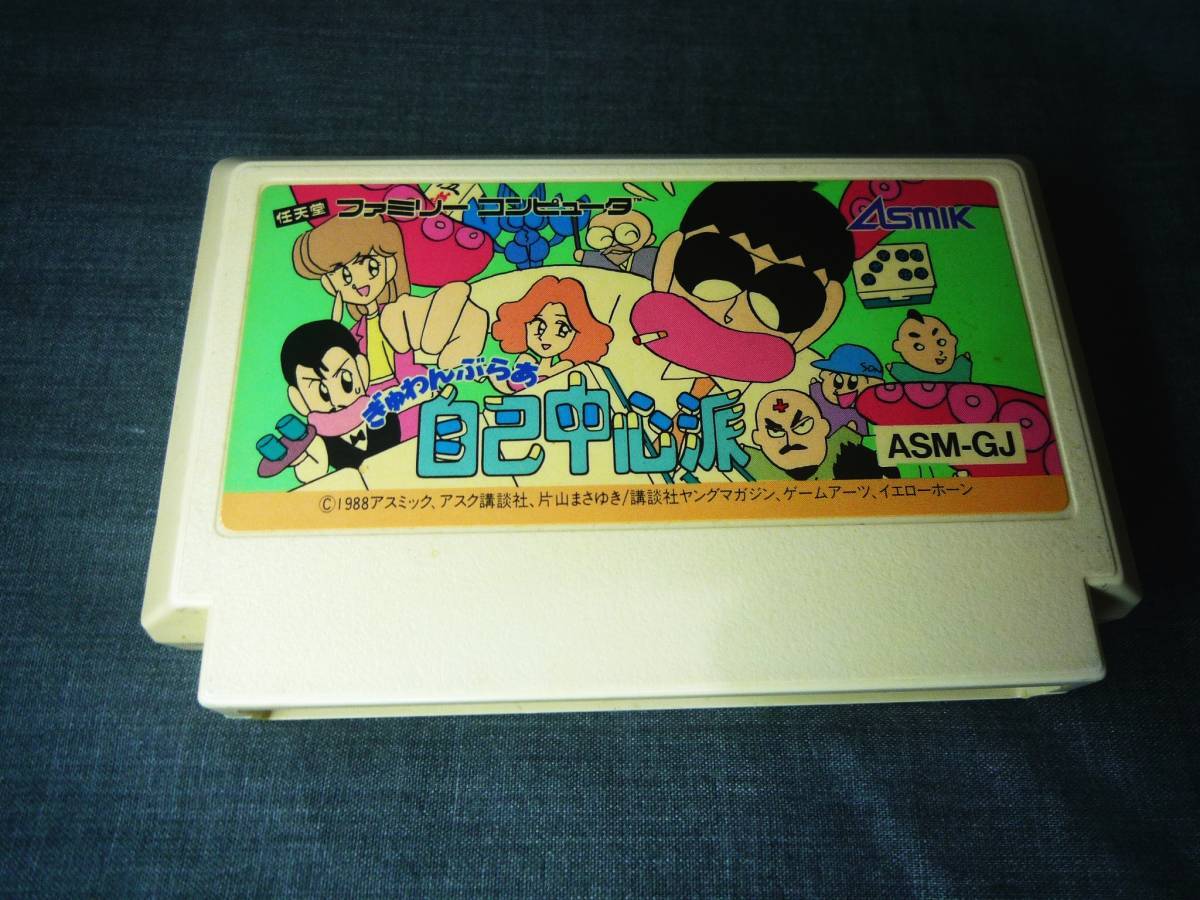 任天堂 ファミリーコンピュータ™
ASMIK
ぎゅわんぶらあ
自己中心派
ASM-GJ
©1988アスミック、アスク講談社、片山まさゆき/講談社ヤングマガジン、ゲームアーツ、イエローホーン